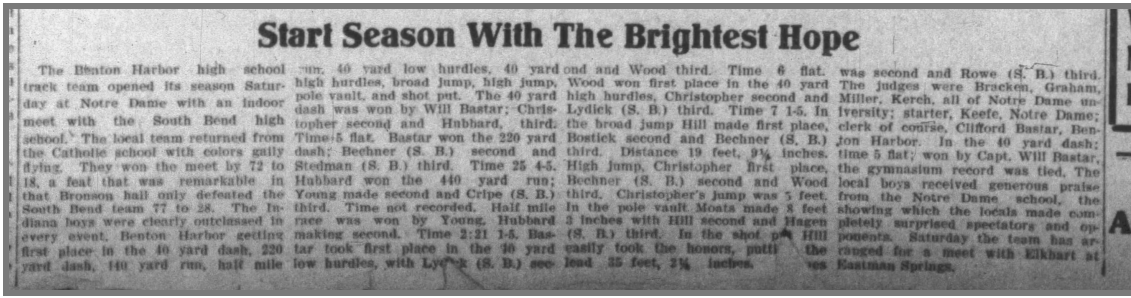 Start Season With The Brightest Hope
The Benton Harbor high school
track team opened its season Satur-
day at Notre Dame with an indoor
meet with the South Bend high
school. The local team returned from
the Catholic school with colors gaily
flying. They won the meet by 72 to
18, a feat that was remarkable in
that Bronson hall only defeated the
South Bend team 77 to 28. The In-
diana boys were clearly outclassed in
every event, Benton Harbor getting
first place in the 40 yard dash, 220
yard dash, 440 yard run, half mile
run, 40 yard low hurdles, 40 yard
high hurdles, broad jump, high jump,
pole vault, and shot put. The 40 yard
dash was won by Will Bastar; Chris-
topher second and Hubbard, third.
Time 5 flat. Bastar won the 220 yard
dash; Bechner (S. B.) second and
Stedman (S. B.) third. Time 25 4-5.
Hubbard won the 440 yard run;
Young made second and Cripe (S. B.)
third. Time not recorded. Half mile
race was won by Young, Hubbard
making second. Time 2:21 1-5. Bas-
tar took first place in the 40 yard
low hurdles, with Lydick (S. B.) sec-
ond and Wood third. Time 6 flat.
Wood won first place in the 40 yard
high hurdles, Christopher second and
Lydick (S. B.) third. Time 7 1-5. In
the broad jump Hill made first place,
Bostick second and Bechner (S. B.)
third. Distance 19 feet, 9¼ inches.
High jump, Christopher first place,
Bechner (S. B.) second and Wood
third. Christopher's jump was 5 feet.
In the pole vault Monta made 8 feet
3 inches with Hill second and Hagen
(S. B.) third. In the shot Hill
easily took the honors, the
lead 35 feet, inches.
was second and Rowe (S. B.) third.
The judges were Bracken, Graham,
Miller, Kerch, all of Notre Dame un-
iversity; starter, Keefe, Notre Dame;
clerk of course, Clifford Bastar, Ben-
ton Harbor. In the 40 yard dash;
time 5 flat; won by Capt. Will Bastar,
the gymnasium record was tied. The
local boys received generous praise
from the Notre Dame school, the
showing which the locals made com-
pletely surprised spectators and op-
ponents. Saturday the team has ar-
ranged for a meet with Elkhart at
Eastman Springs.